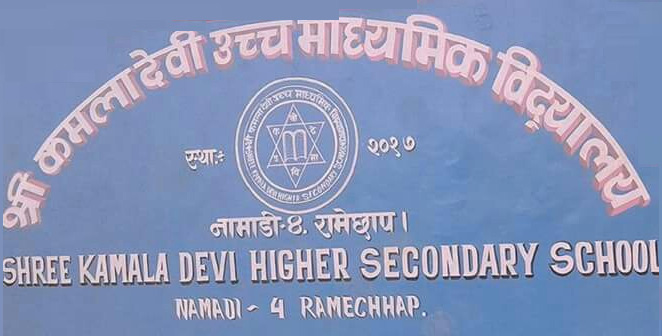 श्री कमला देवी उच्च माध्यमिक विद्यालय
स्था: २०१७
नामाडी-४, रामेछाप।
SHREE KAMALA DEVI HIGHER SECONDARY SCHOOL
NAMADI - 4 RAMECHHAP.